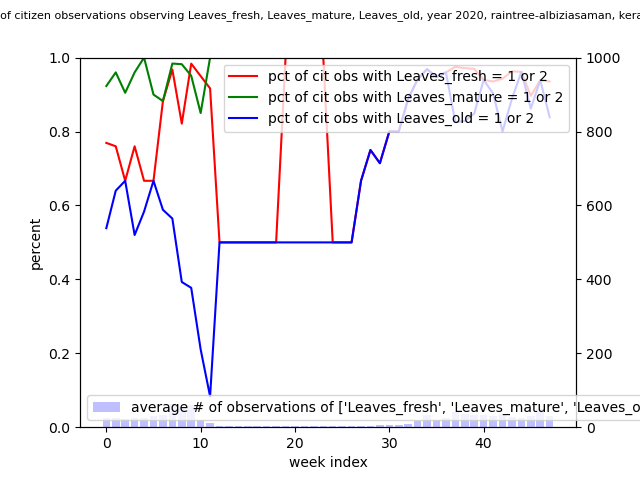 of citizen observations observing Leaves_fresh, Leaves_mature, Leaves_old, year 2020, raintree-albiziasaman,
1.0
0.8
0.6
0.4
0.2
0.0
percent
1000
800
600
400
200
0
pct of cit obs with Leaves_fresh = 1 or 2
pct of cit obs with Leaves_mature = 1 or 2
pct of cit obs with Leaves_old = 1 or 2
average # of observations of ['Leaves_fresh', 'Leaves_mature',
0 10 20 30 40
week index